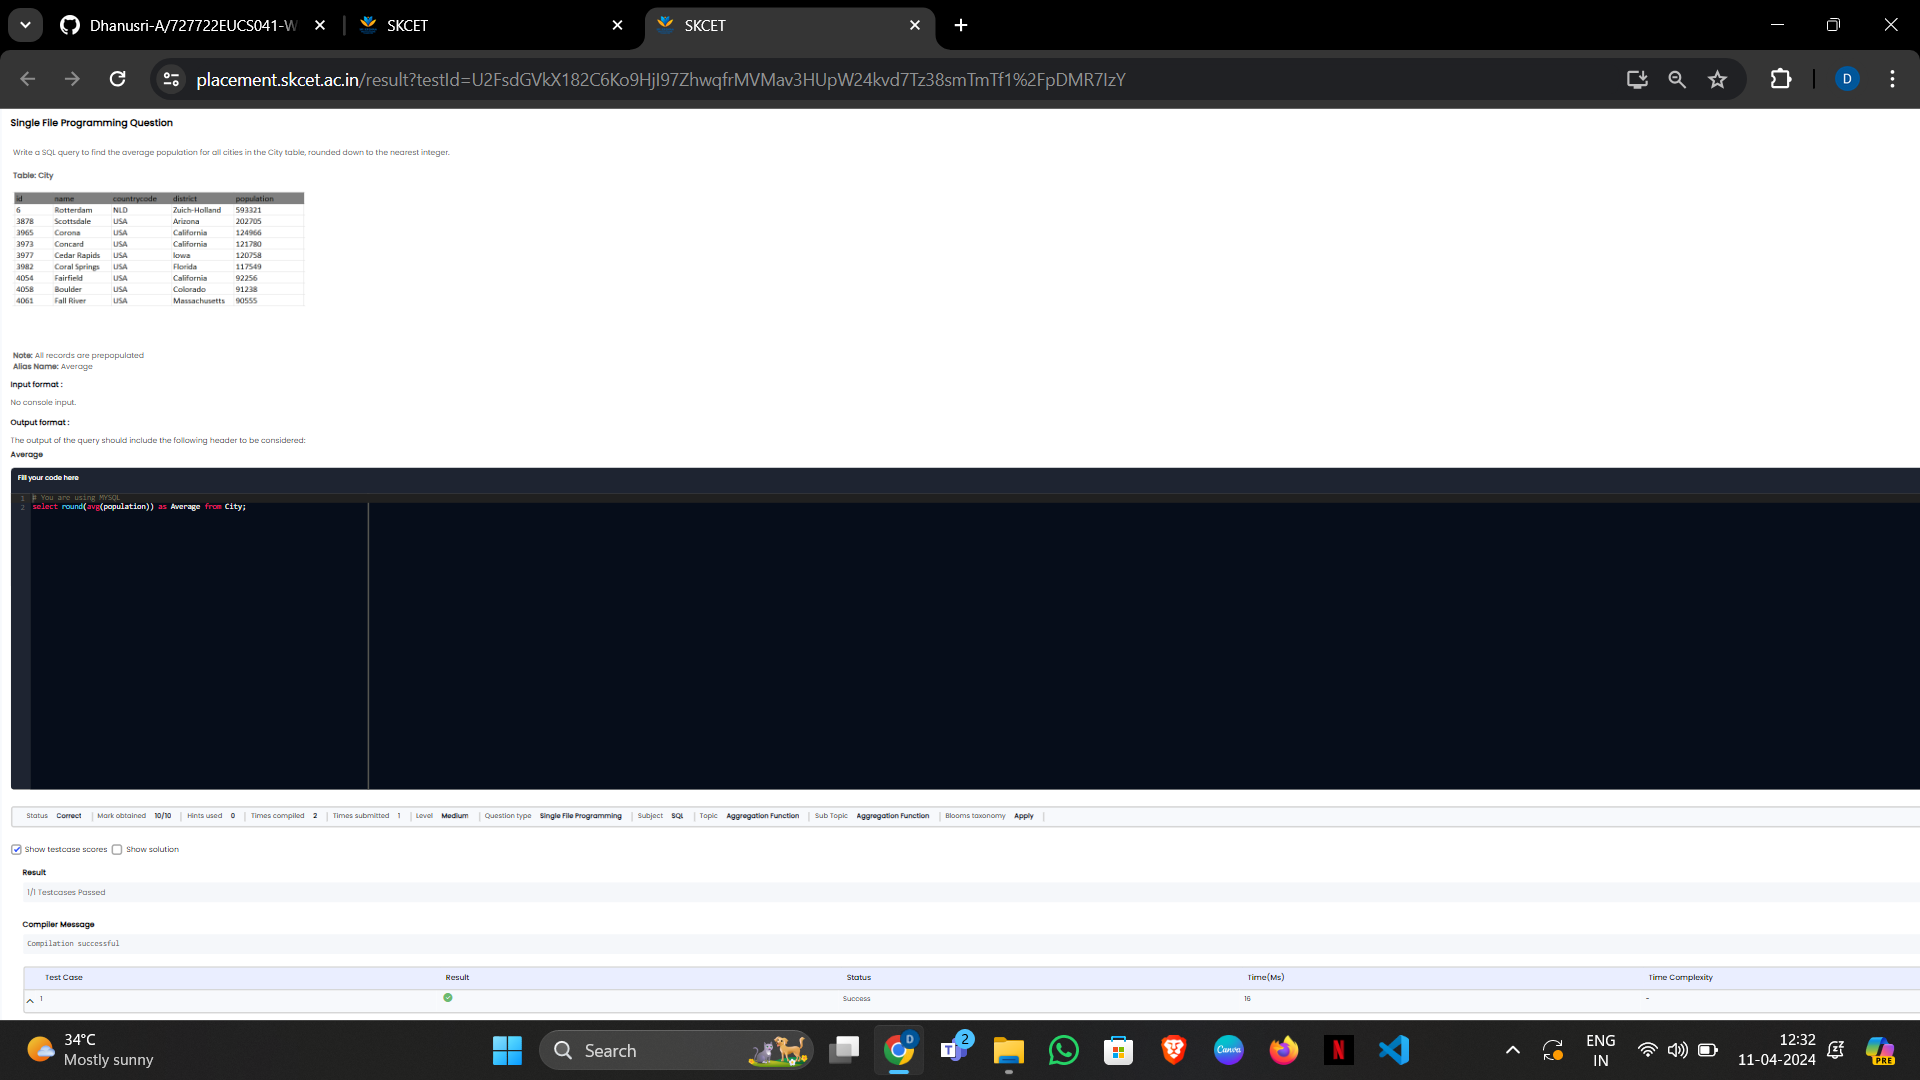 Dhanusri-A/727722EUCS041-W
SKCET
SKCET
placement.skcet.ac.in/result?testId=U2FsdGVkX182C6Ko9HjI97ZhwqfrMVMav3HUpW24kvd7Tz38smTmTf1%2FpDMR7IzY
D
Single File Programming Question
Write a SQL query to find the average population for all cities in the City table, rounded down to the nearest integer.
Table: City
id name countrycode district population
6 Rotterdam NLD Zuich-Holland 593321
3878 Scottsdale USA Arizona 202705
3965 Corona USA California 124966
3973 Concard USA California 121780
3977 Cedar Rapids USA Iowa 120758
3982 Coral Springs USA Florida 117549
4054 Fairfield USA California 92256
4058 Boulder USA Colorado 91238
4061 Fall River USA Massachusetts 90555
Note: All records are prepopulated
Alias Name: Average
Input format :
No console input.
Output format :
The output of the query should include the following header to be considered:
Average
Fill your code here
1 # You are using MYSQL
2 select round(avg(population)) as Average from City;
Status Correct | Mark obtained 10/10 | Hints used 0 | Times compiled 2 | Times submitted 1 | Level Medium | Question type Single File Programming | Subject SQL | Topic Aggregation Function | Sub Topic Aggregation Function | Blooms taxonomy Apply |
Show testcase scores Show solution
Result
1/1 Testcases Passed
Compiler Message
Compilation successful
Test Case Result Status Time(Ms) Time Complexity
1 Success 16 -
34°C
Mostly sunny
Search
D
T
2
Canva
N
ENG
IN
12:32
11-04-2024
PRE